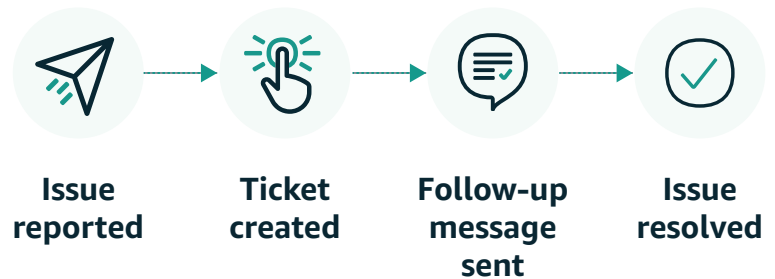 Issue
reported
Ticket
created
Follow-up
message
sent
Issue
resolved